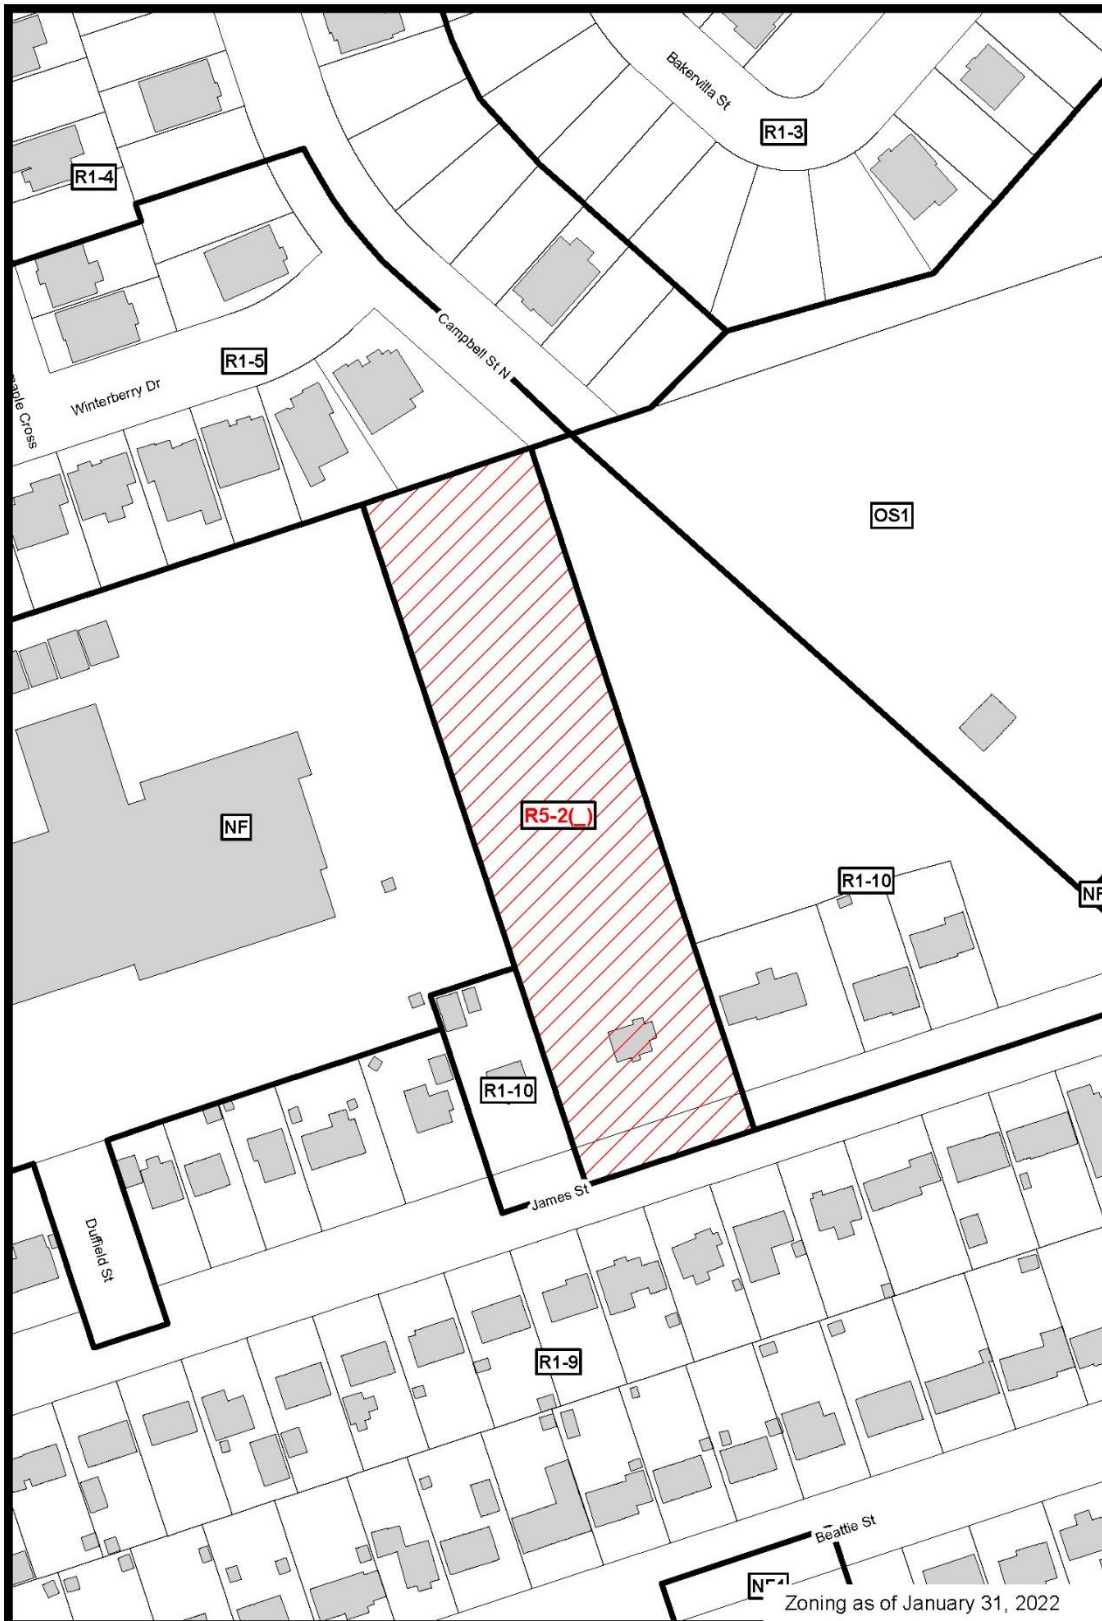 Bakervilla St
R1-3
R1-4
Campbell St N
R1-5
Winterberry Dr
aple Cross
OS1
R5-2(_)
NF
R1-10
NF
R1-10
James St
Duffield St
R1-9
Beattie St
NF1
Zoning as of January 31, 2022